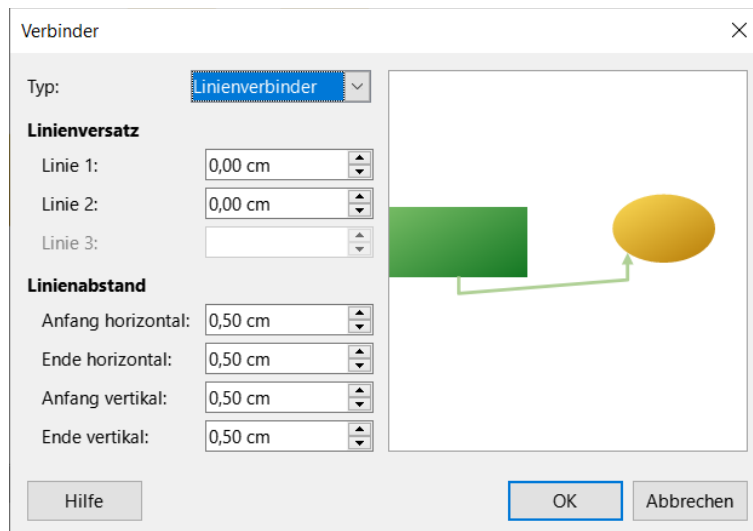 Verbinder
Typ: Linienverbinder
Linienversatz
Linie 1: 0,00 cm
Linie 2: 0,00 cm
Linie 3:
Linienabstand
Anfang horizontal: 0,50 cm
Ende horizontal: 0,50 cm
Anfang vertikal: 0,50 cm
Ende vertikal: 0,50 cm
Hilfe OK Abbrechen